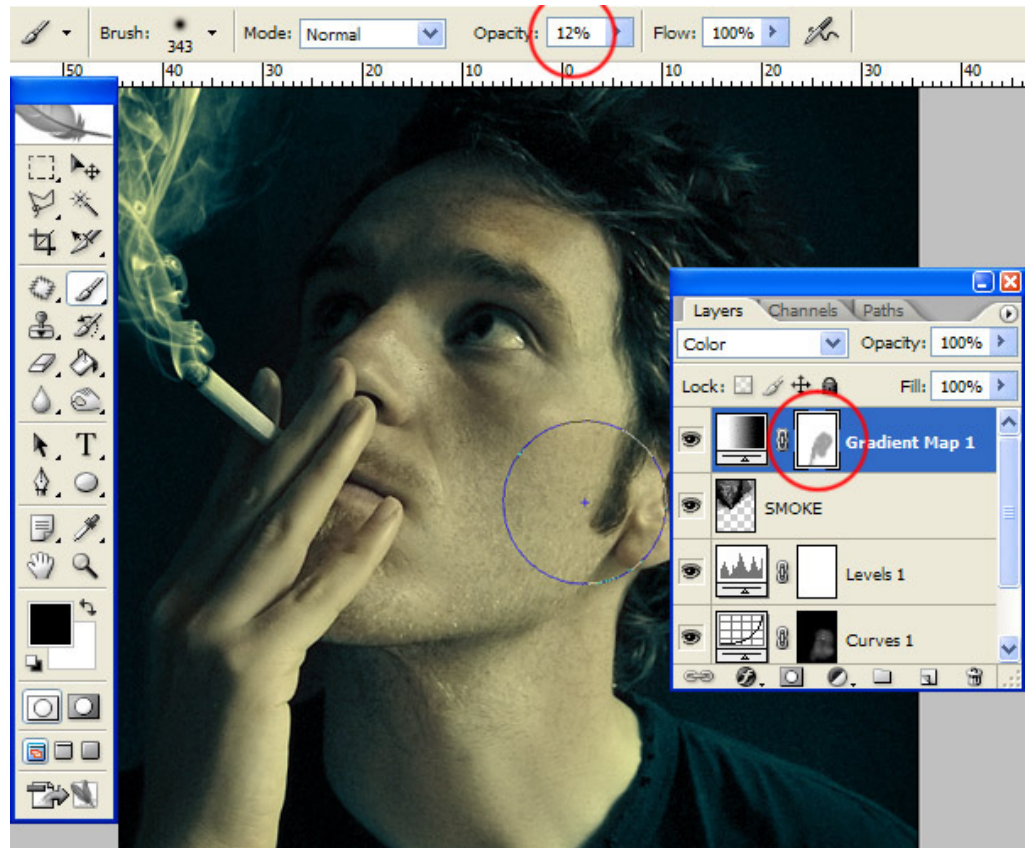 Brush: 343 Mode: Normal Opacity: 12% Flow: 100%
50 40 30 20 10 0 10 20 30 40
Layers Channels Paths
Color Opacity: 100%
Lock: Fill: 100%
Gradient Map 1
SMOKE
Levels 1
Curves 1
T